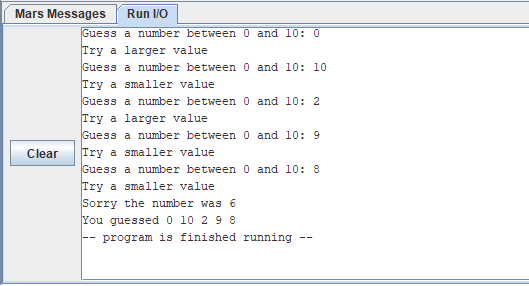 Mars Messages Run I/O
Guess a number between 0 and 10: 0
Try a larger value
Guess a number between 0 and 10: 10
Try a smaller value
Guess a number between 0 and 10: 2
Try a larger value
Guess a number between 0 and 10: 9
Clear
Try a smaller value
Guess a number between 0 and 10: 8
Try a smaller value
Sorry the number was 6
You guessed 0 10 2 9 8
-- program is finished running --